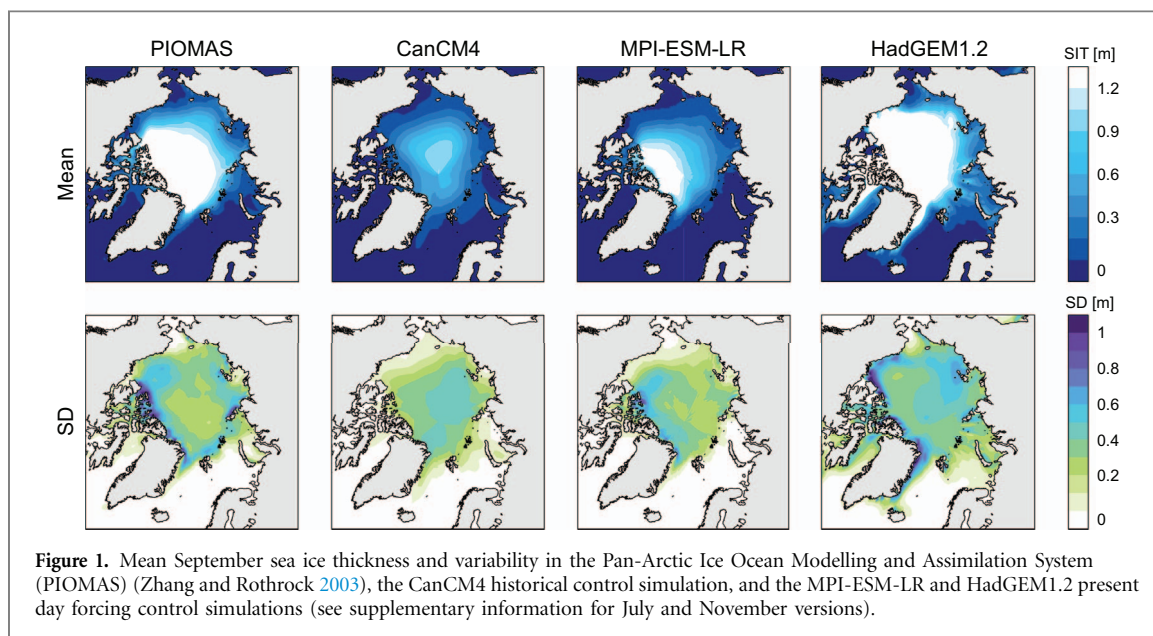 PIOMAS CanCM4 MPI-ESM-LR HadGEM1.2 SIT [m]
Mean
1.2
0.9
0.6
0.3
0
SD [m]
SD
1
0.8
0.6
0.4
0.2
0
Figure 1. Mean September sea ice thickness and variability in the Pan-Arctic Ice Ocean Modelling and Assimilation System
(PIOMAS) (Zhang and Rothrock 2003), the CanCM4 historical control simulation, and the MPI-ESM-LR and HadGEM1.2 present
day forcing control simulations (see supplementary information for July and November versions).